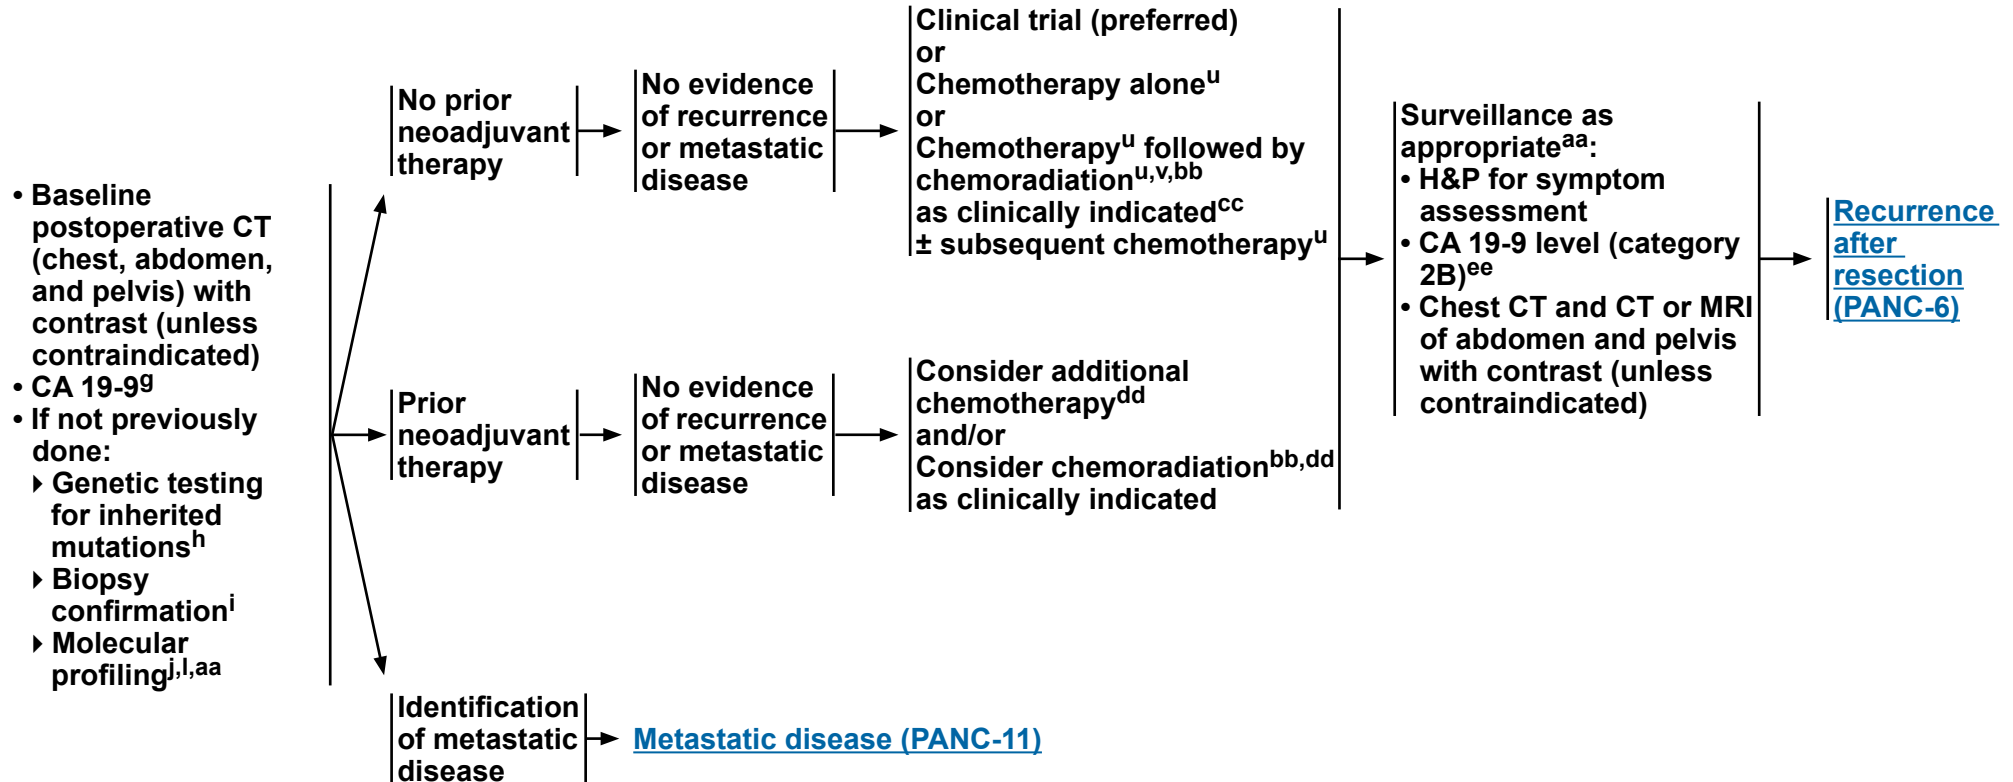 • Baseline
postoperative CT
(chest, abdomen,
and pelvis) with
contrast (unless
contraindicated)
• CA 19-9g
• If not previously
done:
▸ Genetic testing
for inherited
mutationsh
▸ Biopsy
confirmationi
▸ Molecular
profilingj,l,aa
No prior
neoadjuvant
therapy
No evidence
of recurrence
or metastatic
disease
Clinical trial (preferred)
or
Chemotherapy aloneu
or
Chemotherapyu followed by
chemoradiationu,v,bb
as clinically indicatedcc
± subsequent chemotherapyu
Prior
neoadjuvant
therapy
No evidence
of recurrence
or metastatic
disease
Consider additional
chemotherapydd
and/or
Consider chemoradiationbb,dd
as clinically indicated
Identification
of metastatic
disease
Metastatic disease (PANC-11)
Surveillance as
appropriateaa:
• H&P for symptom
assessment
• CA 19-9 level (category
2B)ee
• Chest CT and CT or MRI
of abdomen and pelvis
with contrast (unless
contraindicated)
Recurrence
after
resection
(PANC-6)